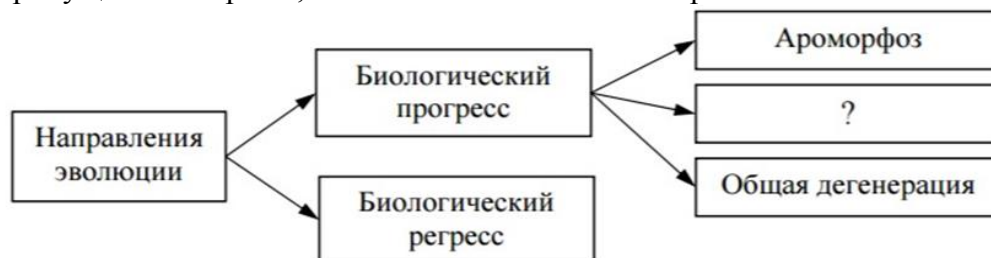 Ароморфоз
Биологический
прогресс
?
Направления
эволюции
Общая дегенерация
Биологический
регресс